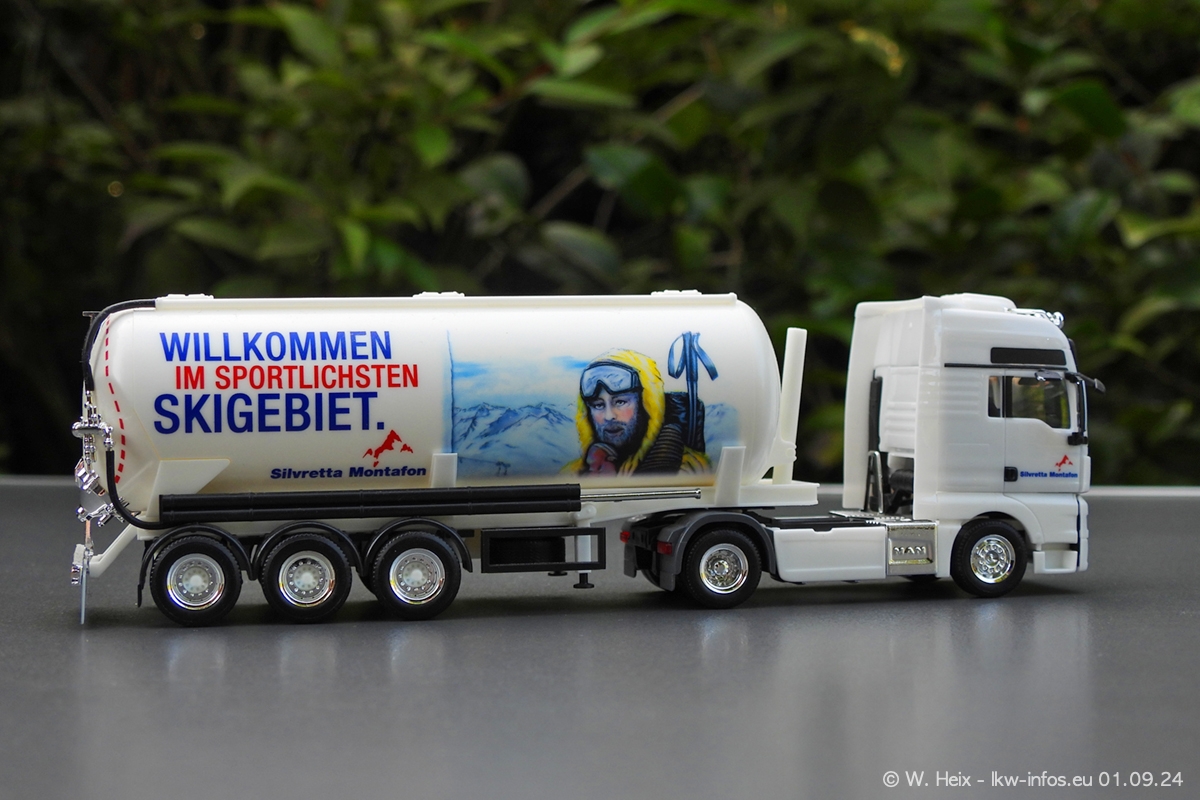 WILLKOMMEN
IM SPORTLICHSTEN
SKIGEBIET.
Silvretta Montafon
Silvretta Montafon
MAN
© W. Heix - lkw-infos.eu 01.09.24